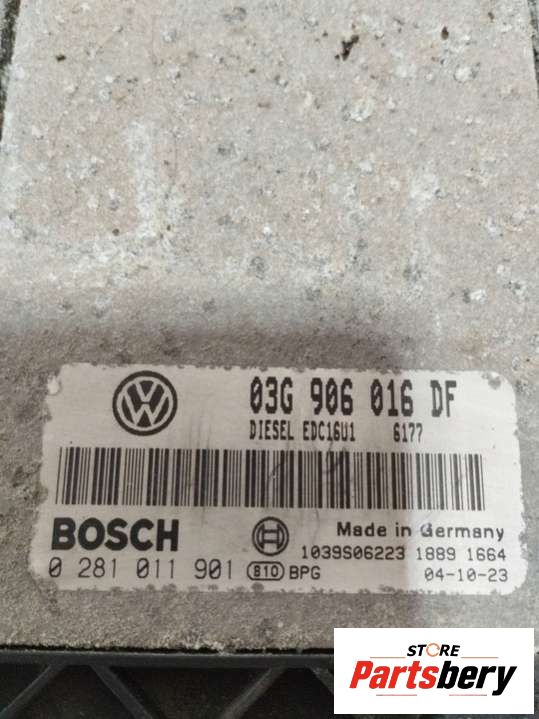 03G 906 016 DF
DIESEL EDC16U1 6177
BOSCH
Made in Germany
1039S06223 1889 1664
0 281 011 901 810 BPG 04-10-23
STORE
Partsbery